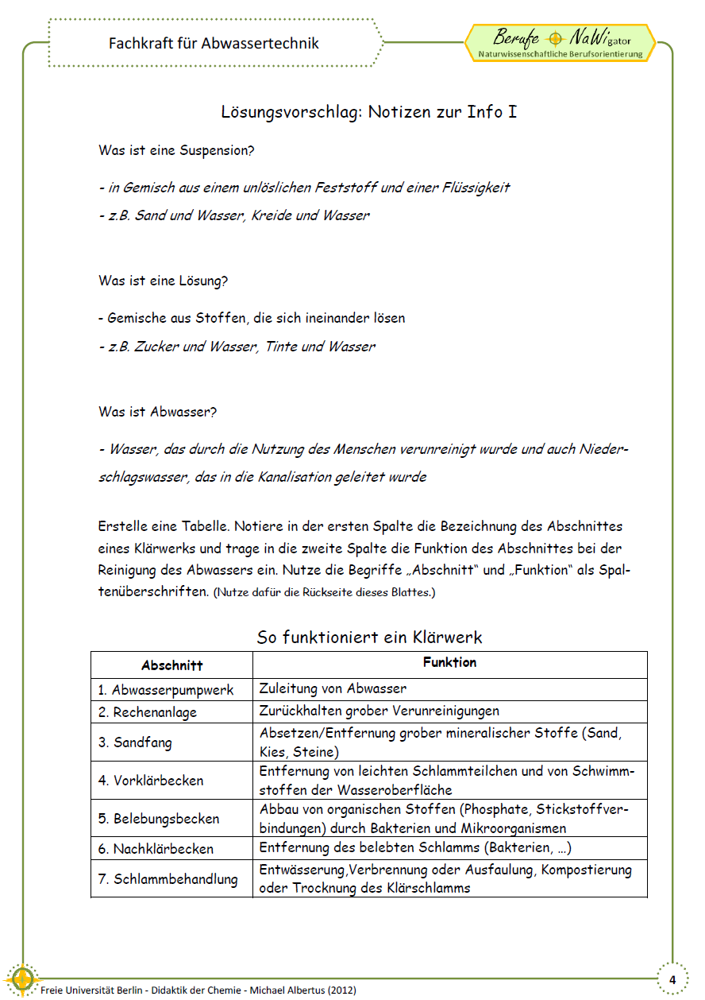 Fachkraft für Abwassertechnik
Berufe NaWigator
Naturwissenschaftliche Berufsorientierung
Lösungsvorschlag: Notizen zur Info I
Was ist eine Suspension?
- in Gemisch aus einem unlöslichen Feststoff und einer Flüssigkeit
- z.B. Sand und Wasser, Kreide und Wasser
Was ist eine Lösung?
- Gemische aus Stoffen, die sich ineinander lösen
- z.B. Zucker und Wasser, Tinte und Wasser
Was ist Abwasser?
- Wasser, das durch die Nutzung des Menschen verunreinigt wurde und auch Nieder-
schlagswasser, das in die Kanalisation geleitet wurde
Erstelle eine Tabelle. Notiere in der ersten Spalte die Bezeichnung des Abschnittes
eines Klärwerks und trage in die zweite Spalte die Funktion des Abschnittes bei der
Reinigung des Abwassers ein. Nutze die Begriffe „Abschnitt“ und „Funktion“ als Spal-
tenüberschriften. (Nutze dafür die Rückseite dieses Blattes.)
So funktioniert ein Klärwerk
Abschnitt Funktion
1. Abwasserpumpwerk Zuleitung von Abwasser
2. Rechenanlage Zurückhalten grober Verunreinigungen
3. Sandfang Absetzen/Entfernung grober mineralischer Stoffe (Sand,
Kies, Steine)
4. Vorklärbecken Entfernung von leichten Schlammteilchen und von Schwimm-
stoffen der Wasseroberfläche
5. Belebungsbecken Abbau von organischen Stoffen (Phosphate, Stickstoffver-
bindungen) durch Bakterien und Mikroorganismen
6. Nachklärbecken Entfernung des belebten Schlamms (Bakterien, …)
7. Schlammbehandlung Entwässerung,Verbrennung oder Ausfaulung, Kompostierung
oder Trocknung des Klärschlamms
4
Freie Universität Berlin - Didaktik der Chemie - Michael Albertus (2012)